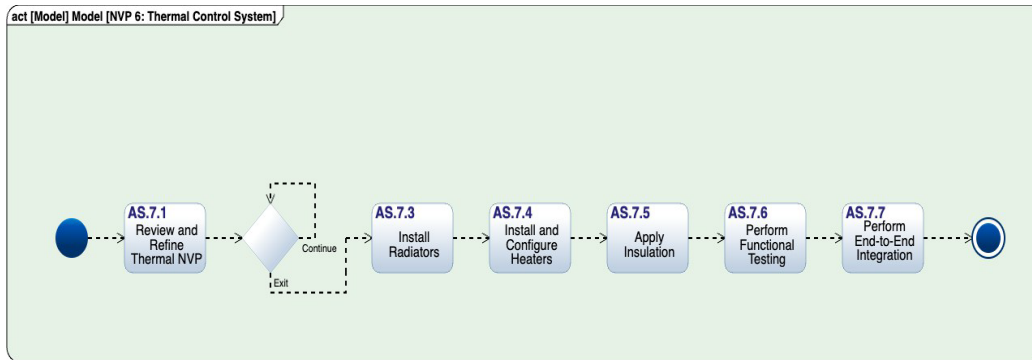 act [Model] Model [NVP 6: Thermal Control System]
AS.7.1
Review and
Refine
Thermal NVP
Continue
Exit
AS.7.3
Install
Radiators
AS.7.4
Install and
Configure
Heaters
AS.7.5
Apply
Insulation
AS.7.6
Perform
Functional
Testing
AS.7.7
Perform
End-to-End
Integration